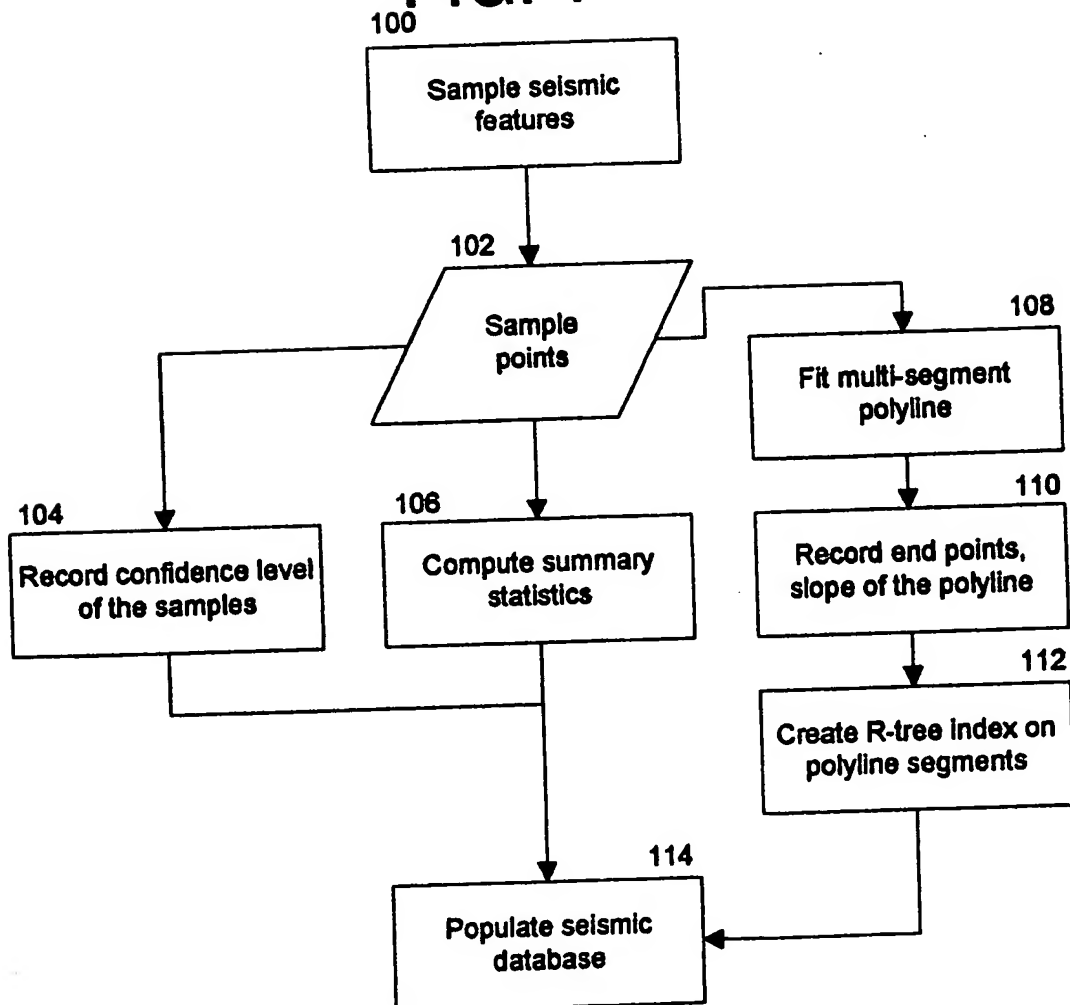 100
Sample seismic
features
102
Sample
points
108
Fit multi-segment
polyline
104
Record confidence level
of the samples
106
Compute summary
statistics
110
Record end points,
slope of the polyline
112
Create R-tree index on
polyline segments
114
Populate seismic
database